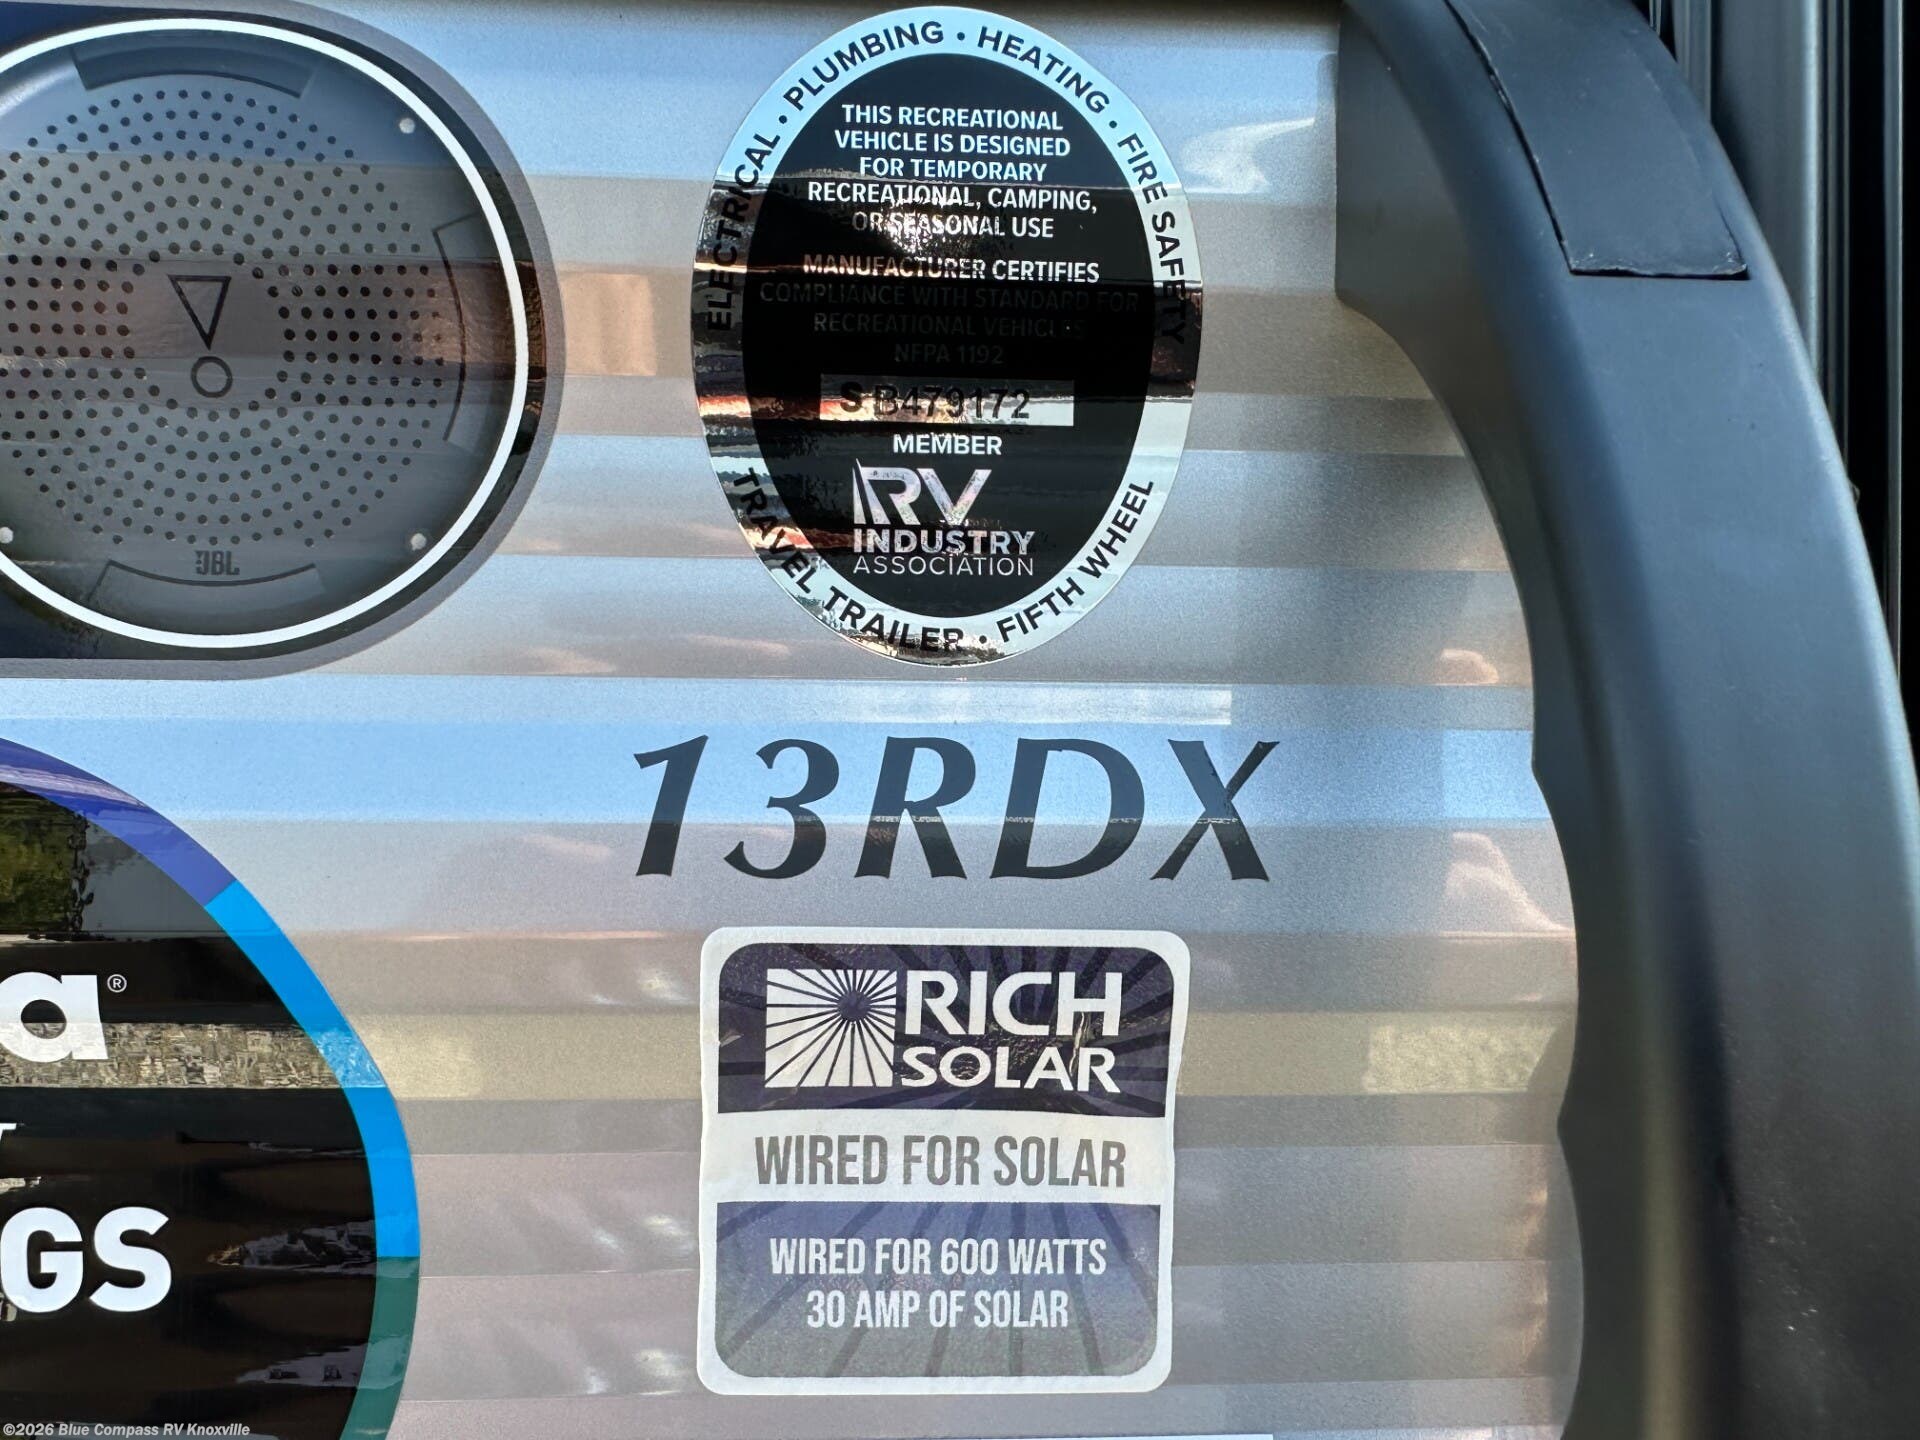 ELECTRICAL • PLUMBING • HEATING • FIRE SAFETY
THIS RECREATIONAL
VEHICLE IS DESIGNED
FOR TEMPORARY
RECREATIONAL, CAMPING,
OR SEASONAL USE
MANUFACTURER CERTIFIES
COMPLIANCE WITH STANDARD FOR
RECREATIONAL VEHICLES
NFPA 1192
S B479172
MEMBER
RV
INDUSTRY
ASSOCIATION
TRAVEL TRAILER • FIFTH WHEEL
JBL
13RDX
a®
GS
RICH
SOLAR
WIRED FOR SOLAR
WIRED FOR 600 WATTS
30 AMP OF SOLAR
©2026 Blue Compass RV Knoxville